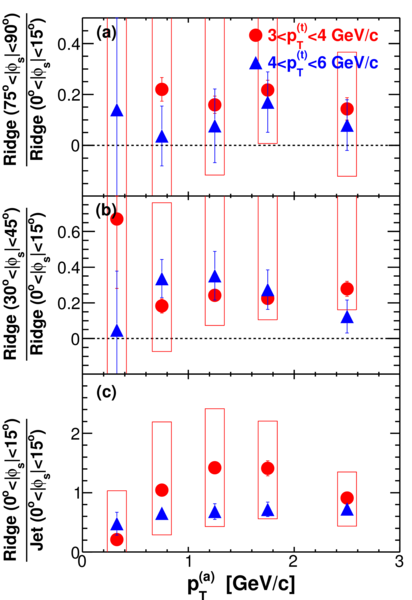 (a)
3<p_T^(t)<4 GeV/c
4<p_T^(t)<6 GeV/c
Ridge (75°<|ϕ_s|<90°)
Ridge (0°<|ϕ_s|<15°)
0.4
0.2
0
(b)
Ridge (30°<|ϕ_s|<45°)
Ridge (0°<|ϕ_s|<15°)
0.6
0.4
0.2
0
(c)
Ridge (0°<|ϕ_s|<15°)
Jet (0°<|ϕ_s|<15°)
2
1
0
0 1 2 3
p_T^(a) [GeV/c]